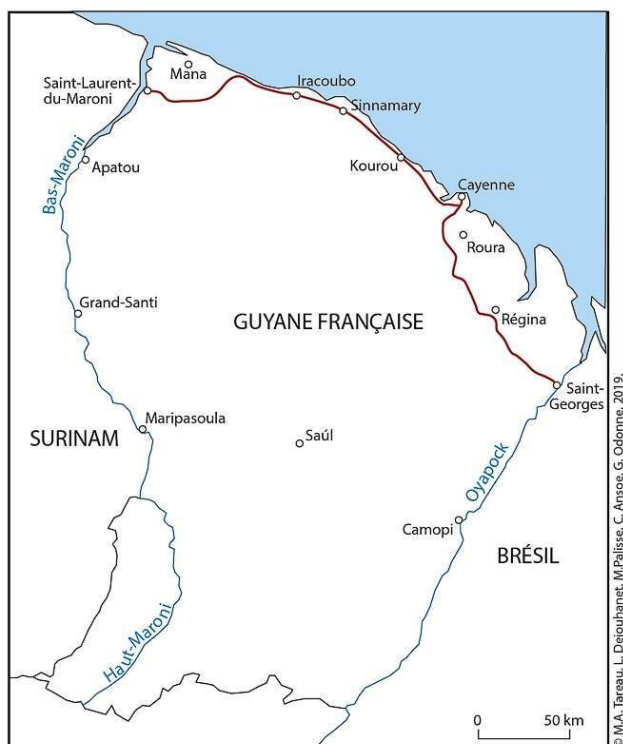 Mana
Saint-Laurent-
du-Maroni
Iracoubo
Sinnamary
Bas-Maroni
Apatou
Kourou
Cayenne
Roura
Grand-Santi
GUYANE FRANÇAISE
Régina
Saint-
Georges
Maripasoula
SURINAM
Saúl
Oyapock
Camopi
BRÉSIL
Haut-Maroni
0 50 km
© M.A. Tareau, L. Dejouhanet, M.Palisse, C. Ansoe, G. Odonne, 2019.